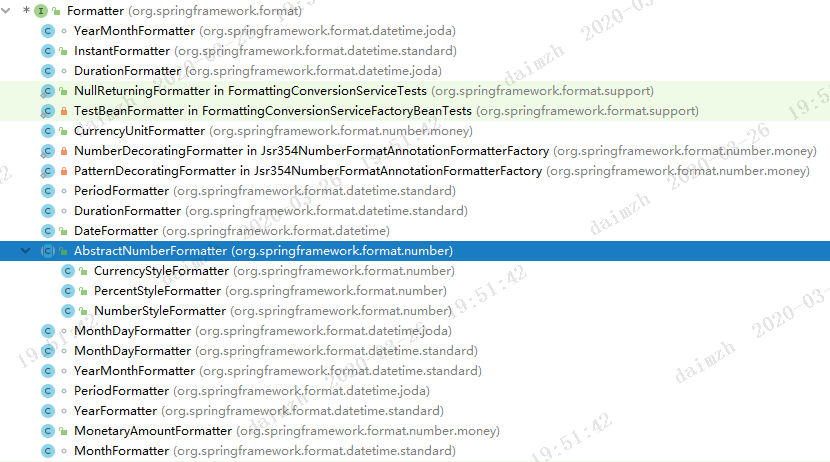 Formatter (org.springframework.format)
YearMonthFormatter (org.springframework.format.datetime.joda)
InstantFormatter (org.springframework.format.datetime.standard)
DurationFormatter (org.springframework.format.datetime.joda)
NullReturningFormatter in FormattingConversionServiceTests (org.springframework.format.support)
TestBeanFormatter in FormattingConversionServiceFactoryBeanTests (org.springframework.format.support)
CurrencyUnitFormatter (org.springframework.format.number.money)
NumberDecoratingFormatter in Jsr354NumberFormatAnnotationFormatterFactory (org.springframework.format.number.money)
PatternDecoratingFormatter in Jsr354NumberFormatAnnotationFormatterFactory (org.springframework.format.number.money)
PeriodFormatter (org.springframework.format.datetime.standard)
DurationFormatter (org.springframework.format.datetime.standard)
DateFormatter (org.springframework.format.datetime)
AbstractNumberFormatter (org.springframework.format.number)
CurrencyStyleFormatter (org.springframework.format.number)
PercentStyleFormatter (org.springframework.format.number)
NumberStyleFormatter (org.springframework.format.number)
MonthDayFormatter (org.springframework.format.datetime.joda)
MonthDayFormatter (org.springframework.format.datetime.standard)
YearMonthFormatter (org.springframework.format.datetime.standard)
PeriodFormatter (org.springframework.format.datetime.joda)
YearFormatter (org.springframework.format.datetime.standard)
MonetaryAmountFormatter (org.springframework.format.number.money)
MonthFormatter (org.springframework.format.datetime.standard)
daimzh 2020-03-26 19:51:42